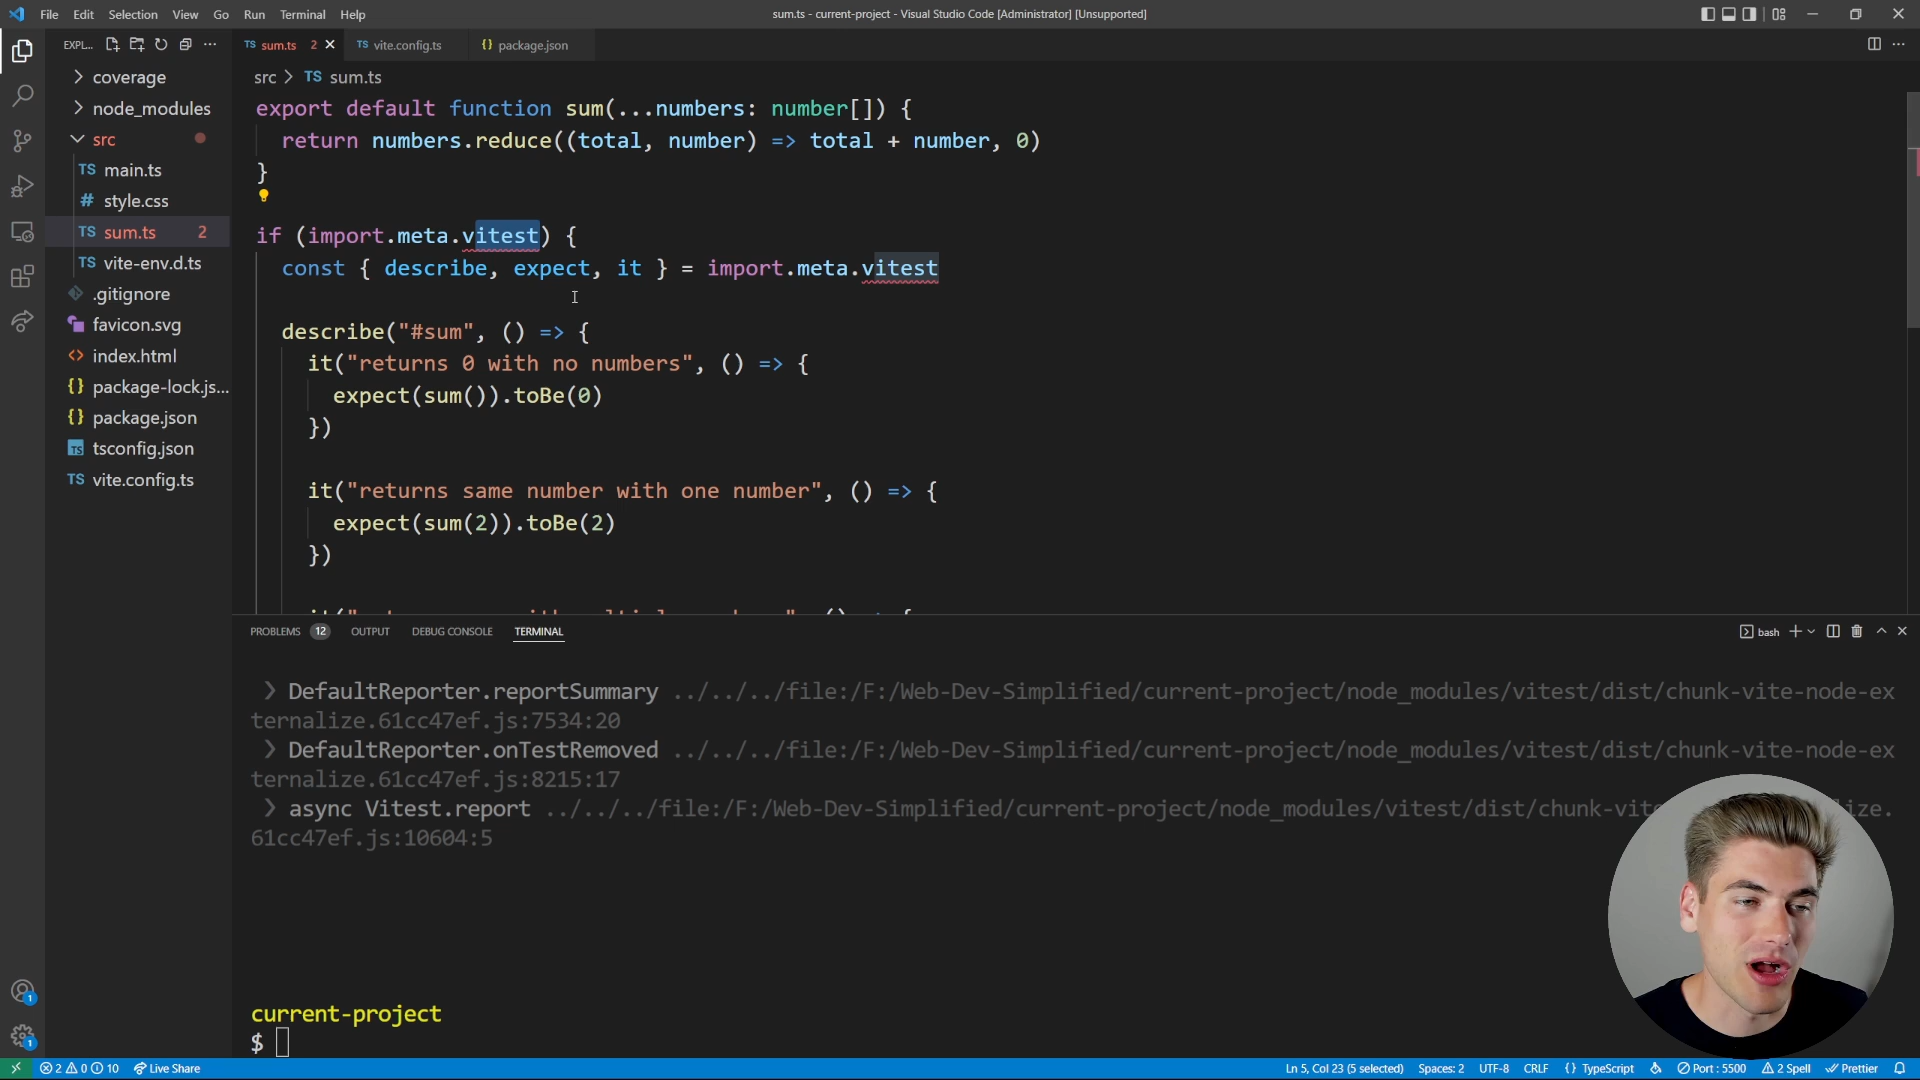 File Edit Selection View Go Run Terminal Help
sum.ts - current-project - Visual Studio Code [Administrator] [Unsupported]
EXPL...
TS sum.ts 2
TS vite.config.ts
{} package.json
coverage
node_modules
src
TS main.ts
# style.css
TS sum.ts 2
TS vite-env.d.ts
.gitignore
favicon.svg
<> index.html
{} package-lock.js...
{} package.json
TS tsconfig.json
TS vite.config.ts
src > TS sum.ts
export default function sum(...numbers: number[]) {
return numbers.reduce((total, number) => total + number, 0)
}
if (import.meta.vitest) {
const { describe, expect, it } = import.meta.vitest
describe("#sum", () => {
it("returns 0 with no numbers", () => {
expect(sum()).toBe(0)
})
it("returns same number with one number", () => {
expect(sum(2)).toBe(2)
})
PROBLEMS 12 OUTPUT DEBUG CONSOLE TERMINAL
bash
❯ DefaultReporter.reportSummary ../../../file:/F:/Web-Dev-Simplified/current-project/node_modules/vitest/dist/chunk-vite-node-ex
ternalize.61cc47ef.js:7534:20
❯ DefaultReporter.onTestRemoved ../../../file:/F:/Web-Dev-Simplified/current-project/node_modules/vitest/dist/chunk-vite-node-ex
ternalize.61cc47ef.js:8215:17
❯ async Vitest.report ../../../file:/F:/Web-Dev-Simplified/current-project/node_modules/vitest/dist/chunk-vite
61cc47ef.js:10604:5
current-project
$
1
1
2 0 10 Live Share
Ln 5, Col 23 (5 selected) Spaces: 2 UTF-8 CRLF {} TypeScript Port : 5500 2 Spell Prettier